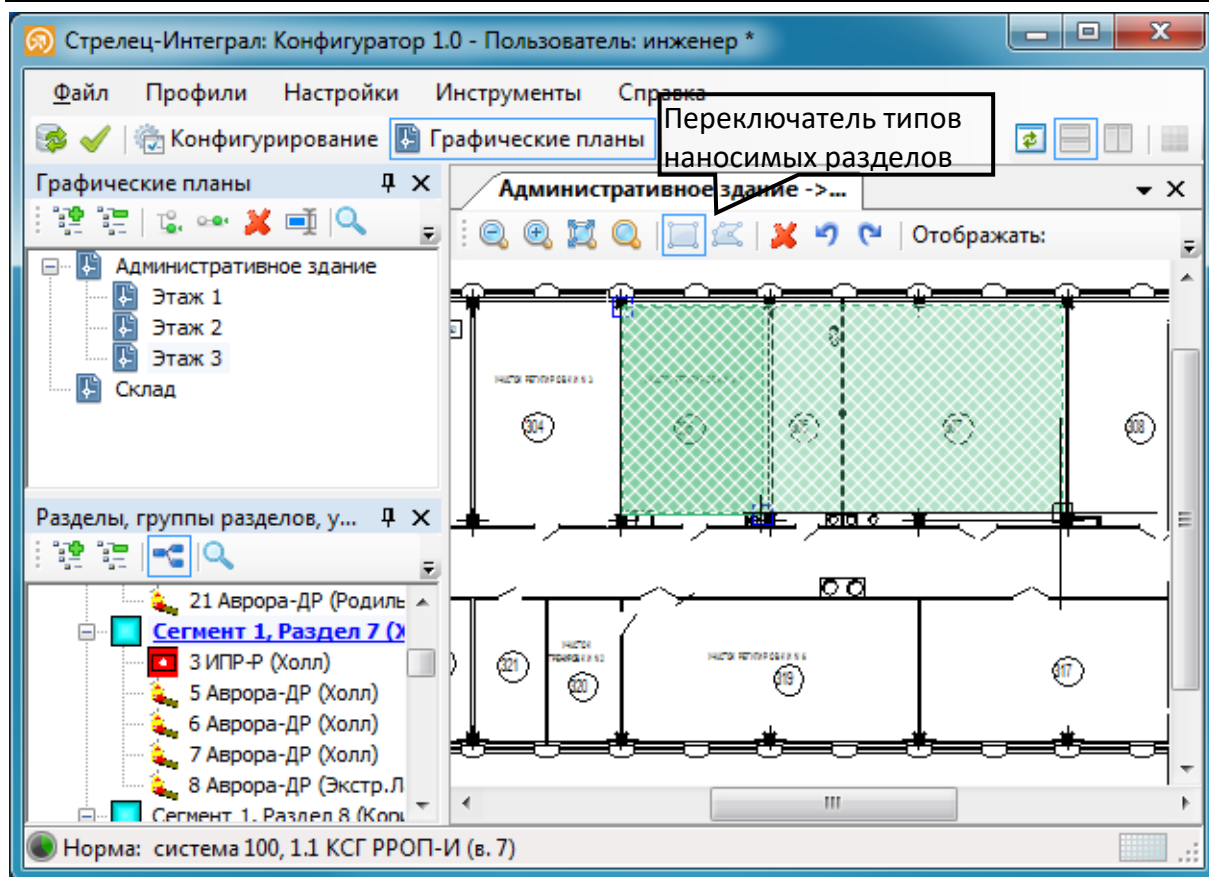 Стрелец-Интеграл: Конфигуратор 1.0 - Пользователь: инженер *
Файл Профили Настройки Инструменты Справка
Конфигурирование Графические планы
Переключатель типов
наносимых разделов
Графические планы
Административное здание ->...
Отображать:
Административное здание
Этаж 1
Этаж 2
Этаж 3
Склад
304
308
Разделы, группы разделов, у...
21 Аврора-ДР (Родиль
Сегмент 1, Раздел 7 (Х
3 ИПР-Р (Холл)
5 Аврора-ДР (Холл)
6 Аврора-ДР (Холл)
7 Аврора-ДР (Холл)
8 Аврора-ДР (Экстр.Л
Сегмент 1, Раздел 8 (Кори
321
320
319
317
Норма: система 100, 1.1 КСГ РРОП-И (в. 7)